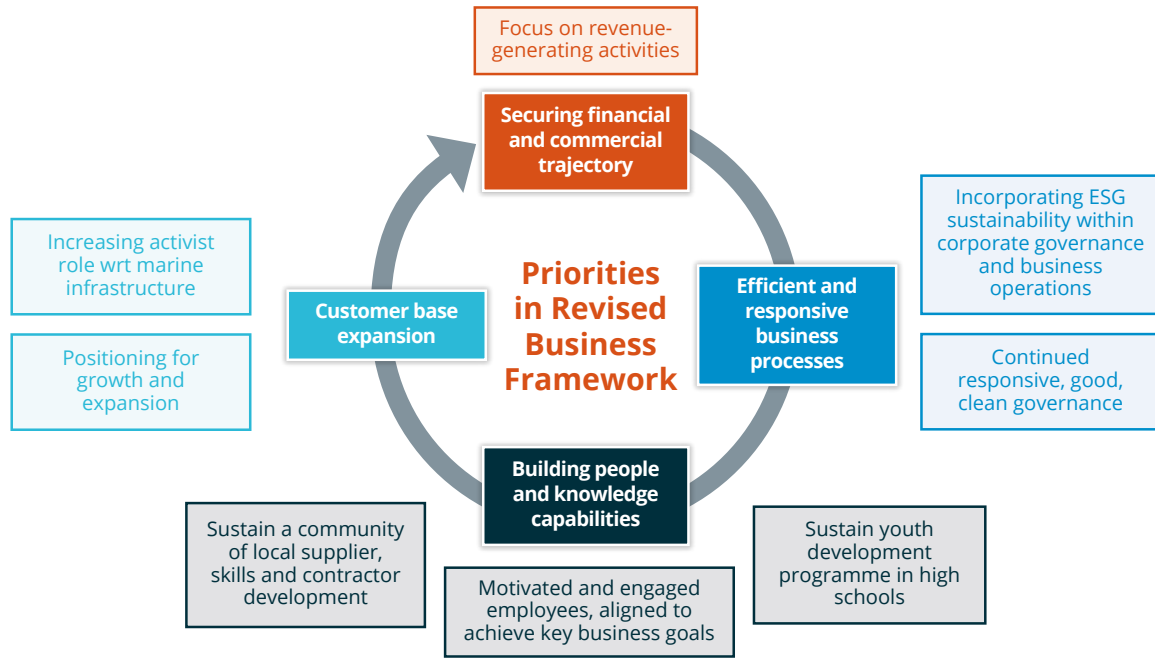 Focus on revenue-
generating activities
Securing financial
and commercial
trajectory
Incorporating ESG
sustainability within
corporate governance
and business
operations
Increasing activist
role wrt marine
infrastructure
Priorities
in Revised
Business
Framework
Efficient and
responsive
business
processes
Customer base
expansion
Positioning for
growth and
expansion
Continued
responsive, good,
clean governance
Building people
and knowledge
capabilities
Sustain a community
of local supplier,
skills and contractor
development
Motivated and engaged
employees, aligned to
achieve key business goals
Sustain youth
development
programme in high
schools